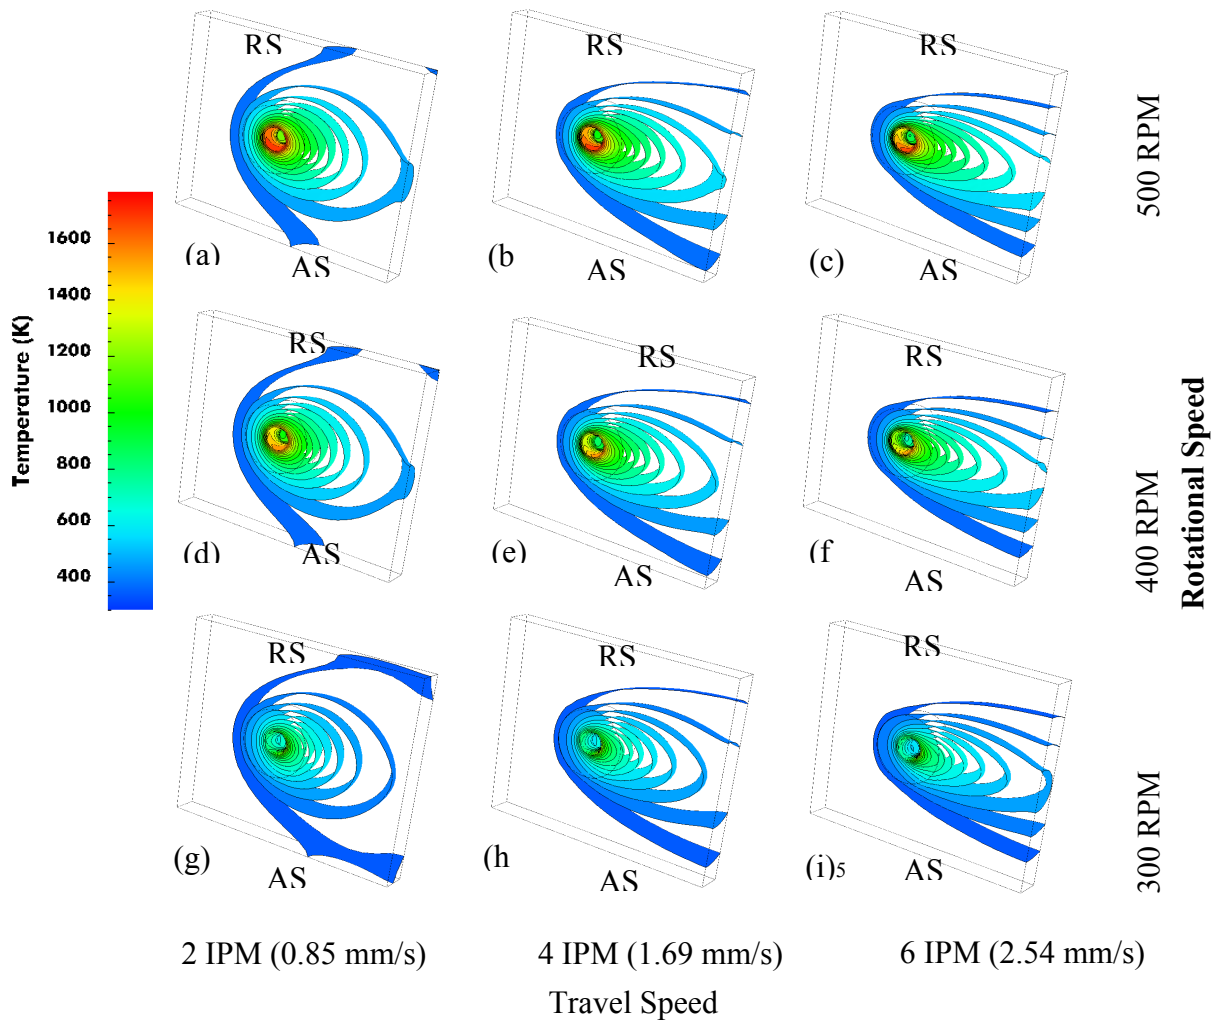 RS
RS
RS
500 RPM
(a)
AS
(b
AS
(c)
AS
Temperature (K)
1600
1400
1200
1000
800
600
400
RS
RS
RS
400 RPM
Rotational Speed
(d
AS
(e)
AS
(f
AS
RS
RS
RS
300 RPM
(g)
AS
(h
AS
(i)5
AS
2 IPM (0.85 mm/s)
4 IPM (1.69 mm/s)
6 IPM (2.54 mm/s)
Travel Speed